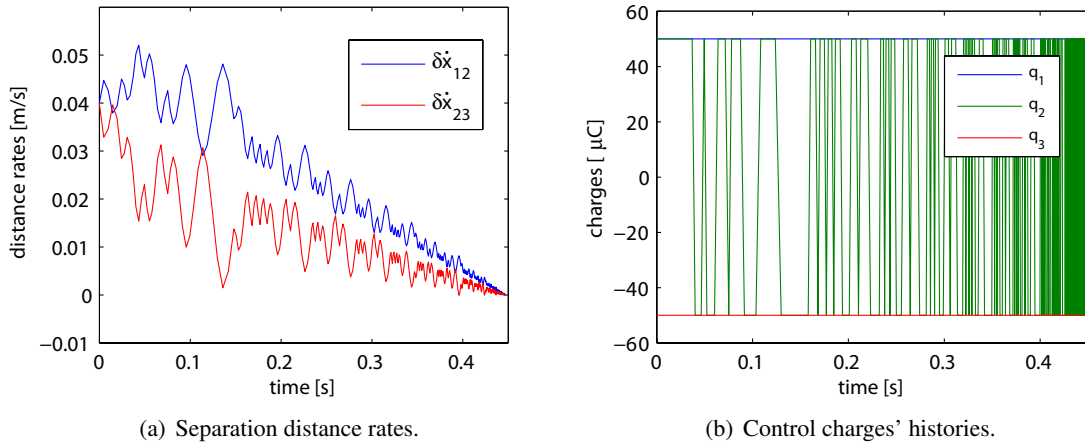 distance rates [m/s]
0.05
0.04
0.03
0.02
0.01
0
−0.01
0
0.1
0.2
0.3
0.4
time [s]
δẋ12
δẋ23
(a) Separation distance rates.
charges [ μC]
60
40
20
0
−20
−40
−60
0
0.1
0.2
0.3
0.4
time [s]
q1
q2
q3
(b) Control charges' histories.